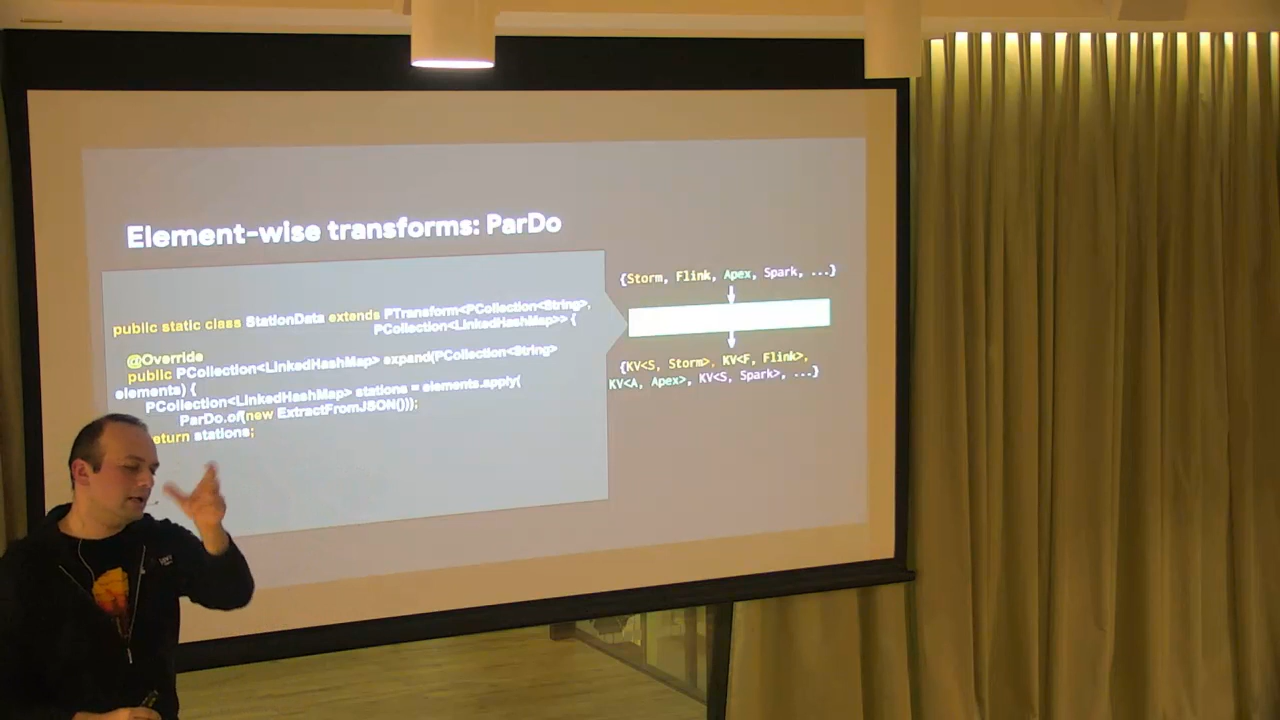 Element-wise transforms: ParDo
public static class StationData extends PTransform<PCollection<String>,
PCollection<LinkedHashMap>> {
@Override
public PCollection<LinkedHashMap> expand(PCollection<String>
elements) {
PCollection<LinkedHashMap> stations = elements.apply(
ParDo.of(new ExtractFromJSON()));
eturn stations;
{Storm, Flink, Apex, Spark, ...}
{KV<S, Storm>, KV<F, Flink>,
KV<A, Apex>, KV<S, Spark>, ...}